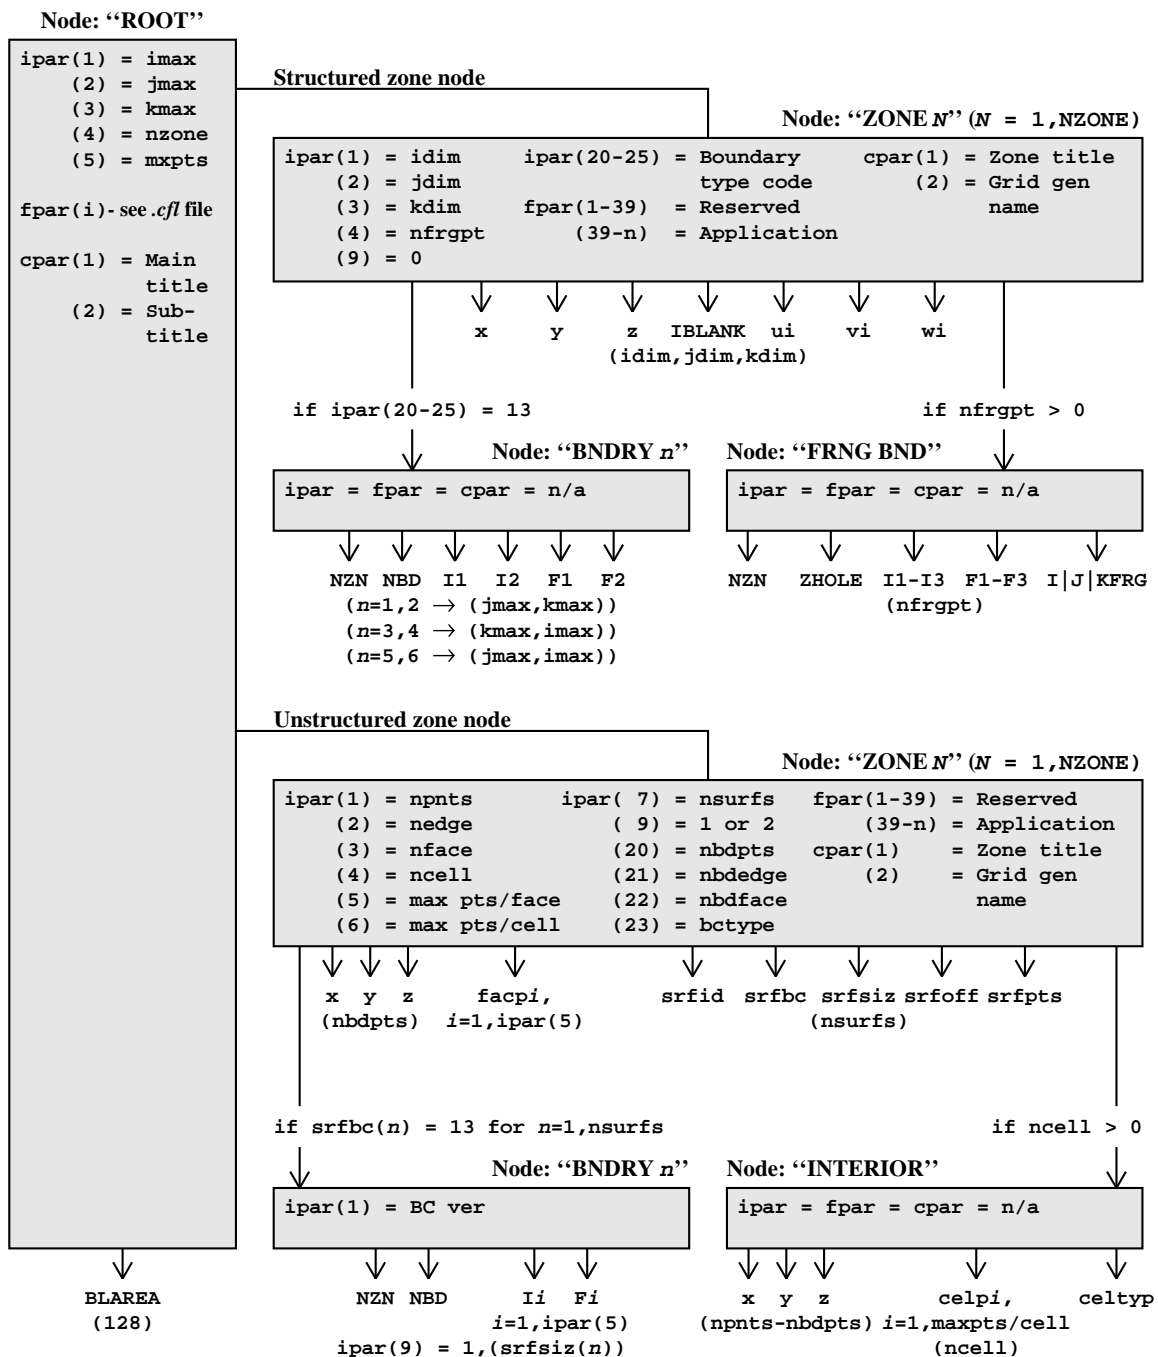 Node: ‘‘ROOT’’
ipar(1) = imax
(2) = jmax
(3) = kmax
(4) = nzone
(5) = mxpts
fpar(i)- see .cfl file
cpar(1) = Main
title
(2) = Sub-
title
BLAREA
(128)
Structured zone node
Node: ‘‘ZONE N’’ (N = 1,NZONE)
ipar(1) = idim
(2) = jdim
(3) = kdim
(4) = nfrgpt
(9) = 0
ipar(20-25) = Boundary
type code
fpar(1-39) = Reserved
(39-n) = Application
cpar(1) = Zone title
(2) = Grid gen
name
x y z IBLANK ui vi wi
(idim,jdim,kdim)
if ipar(20-25) = 13
if nfrgpt > 0
Node: ‘‘BNDRY n’’
ipar = fpar = cpar = n/a
NZN NBD I1 I2 F1 F2
(n=1,2 → (jmax,kmax))
(n=3,4 → (kmax,imax))
(n=5,6 → (jmax,imax))
Node: ‘‘FRNG BND’’
ipar = fpar = cpar = n/a
NZN ZHOLE I1-I3 F1-F3 I|J|KFRG
(nfrgpt)
Unstructured zone node
Node: ‘‘ZONE N’’ (N = 1,NZONE)
ipar(1) = npnts
(2) = nedge
(3) = nface
(4) = ncell
(5) = max pts/face
(6) = max pts/cell
ipar( 7) = nsurfs
( 9) = 1 or 2
(20) = nbdpts
(21) = nbdedge
(22) = nbdface
(23) = bctype
fpar(1-39) = Reserved
(39-n) = Application
cpar(1) = Zone title
(2) = Grid gen
name
x y z facpi, srfid srfbc srfsiz srfoff srfpts
(nbdpts) i=1,ipar(5) (nsurfs)
if srfbc(n) = 13 for n=1,nsurfs
if ncell > 0
Node: ‘‘BNDRY n’’
ipar(1) = BC ver
NZN NBD Ii Fi
i=1,ipar(5)
ipar(9) = 1,(srfsiz(n))
Node: ‘‘INTERIOR’’
ipar = fpar = cpar = n/a
x y z celpi, celtyp
(npnts-nbdpts) i=1,maxpts/cell
(ncell)